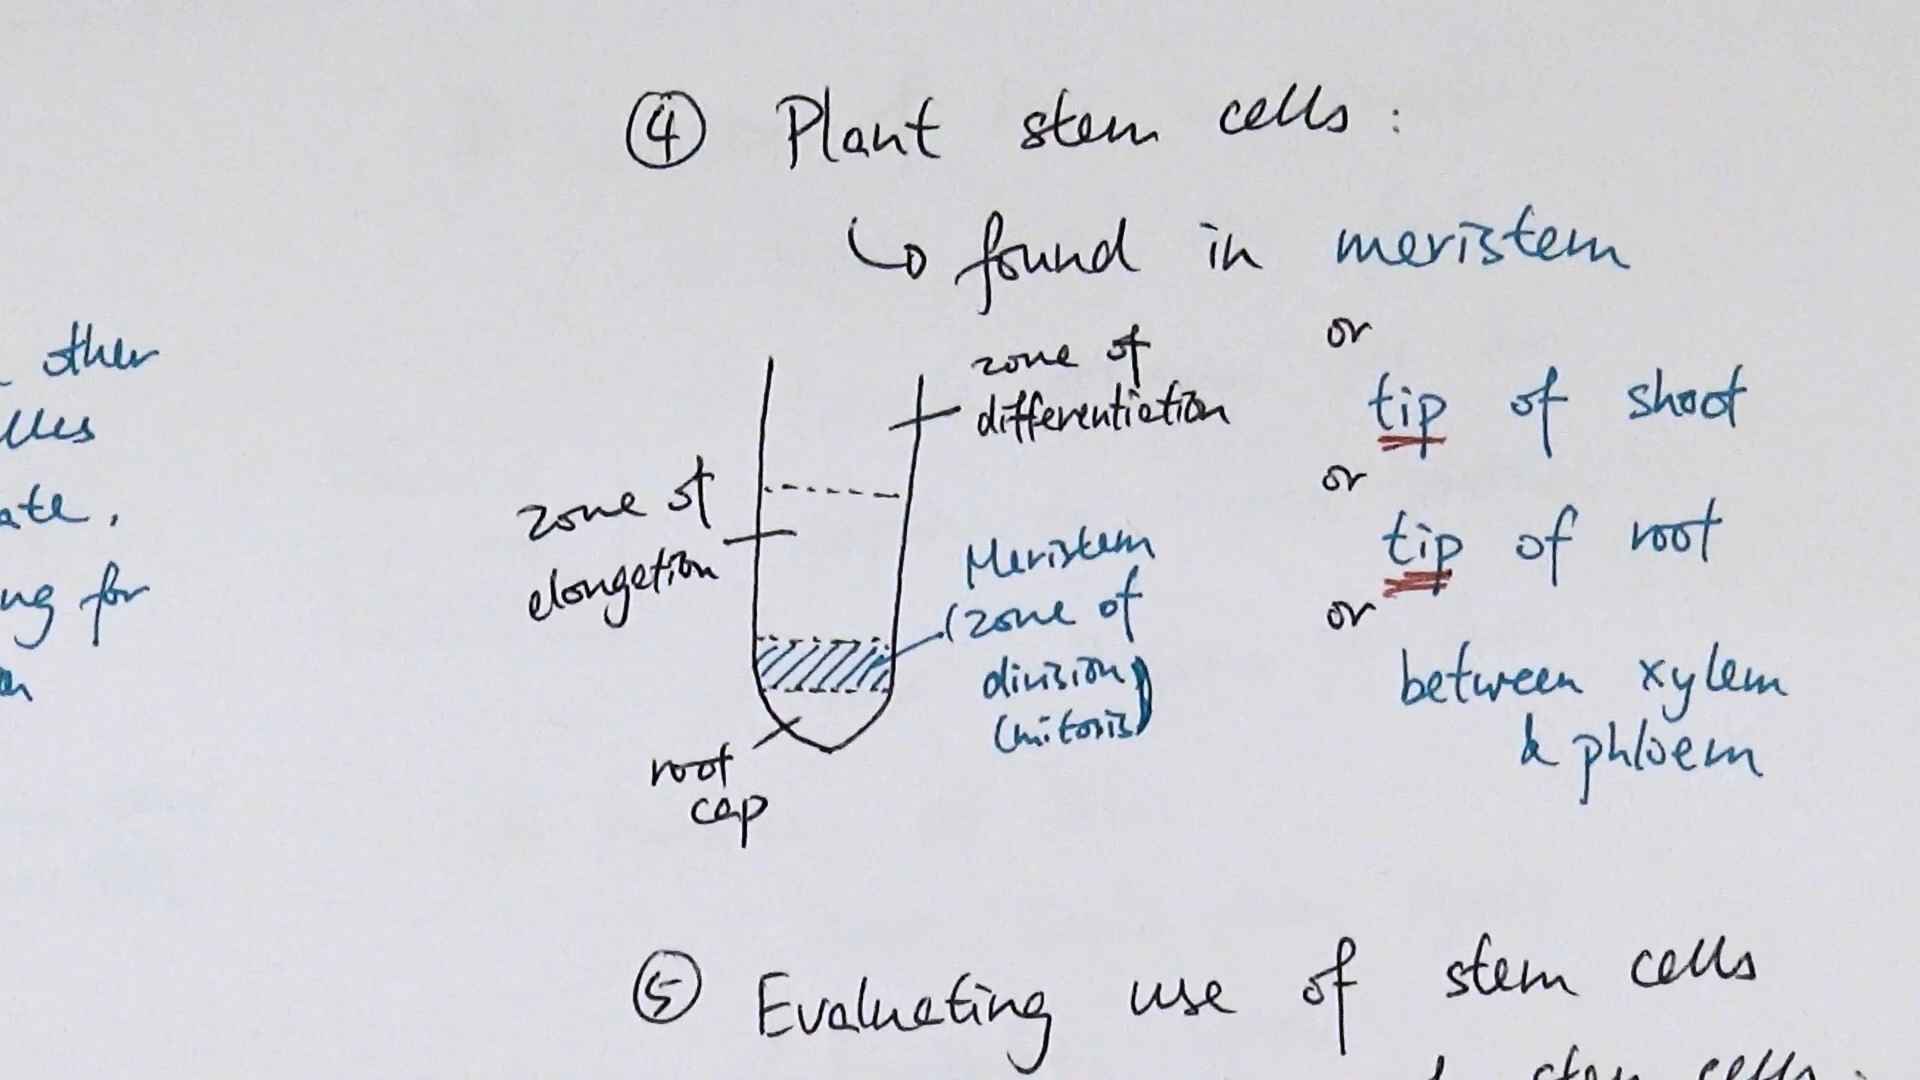 ④ Plant stem cells :
↳ found in meristem
or
tip of shoot
or
tip of root
or
between xylem
& phloem
zone of
differentiation
zone of
elongation
Meristem
(zone of
division)
(mitosis)
root
cap
other
ate,
ng for
⑤ Evaluating use of stem cells
stem cells :